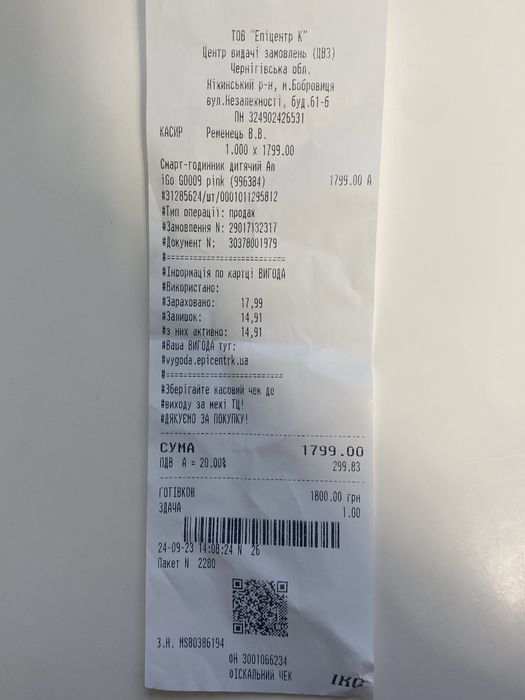 ТОВ "Епіцентр К"
Центр видачі замовлень (ЦВЗ)
Чернігівська обл.
Ніжинський р-н, м.Бобровиця
вул.Незалежності, буд.61-б
ПН 324902426531
КАСИР Ременець В.В.
1.000 x 1799.00
Смарт-годинник дитячий Am
iGo GO009 pink (996384) 1799.00 А
#31285624/шт/0001011295812
#Тип операції: продаж
#Замовлення N: 29017132317
#Документ N: 30378001979
#==========================
#Інформація по картці ВИГОДА
#Використано:
#Зараховано: 17,99
#Залишок: 14,91
#з них активно: 14,91
#Ваша ВИГОДА тут:
#vygoda.epicentrk.ua
#==========================
#Зберігайте касовий чек до
#виходу за межі ТЦ!
#ДЯКУЄМО ЗА ПОКУПКУ!
СУМА 1799.00
ПДВ А = 20.00% 299.83
ГОТІВКОЮ 1800.00 грн
ЗДАЧА 1.00
24-09-23 14:08:24 N 26
Пакет N 2280
З.Н. MS80386194
ФН 3001066234
ФІСКАЛЬНИЙ ЧЕК
IKC